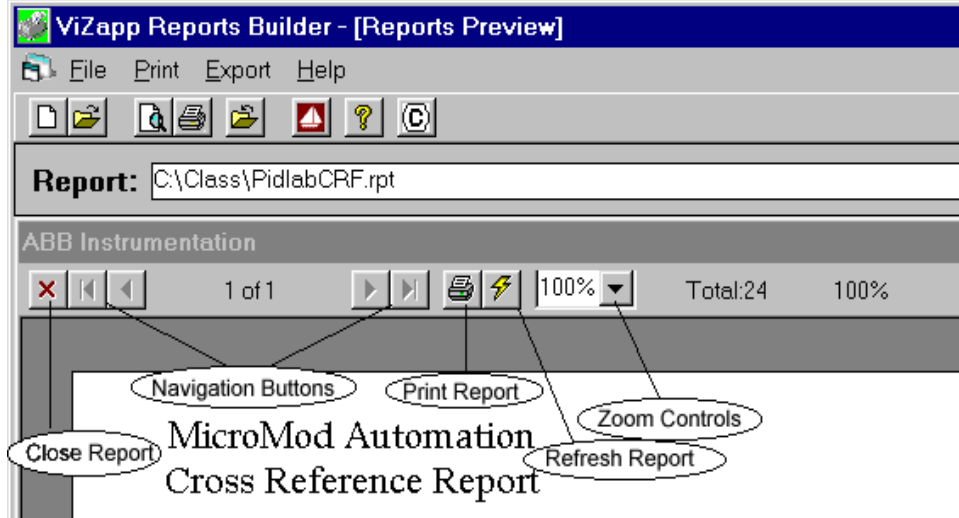 ViZapp Reports Builder - [Reports Preview]
File Print Export Help
Report: C:\Class\PidlabCRF.rpt
ABB Instrumentation
1 of 1 100% Total:24 100%
Navigation Buttons
Print Report
Zoom Controls
Close Report
Refresh Report
MicroMod Automation
Cross Reference Report